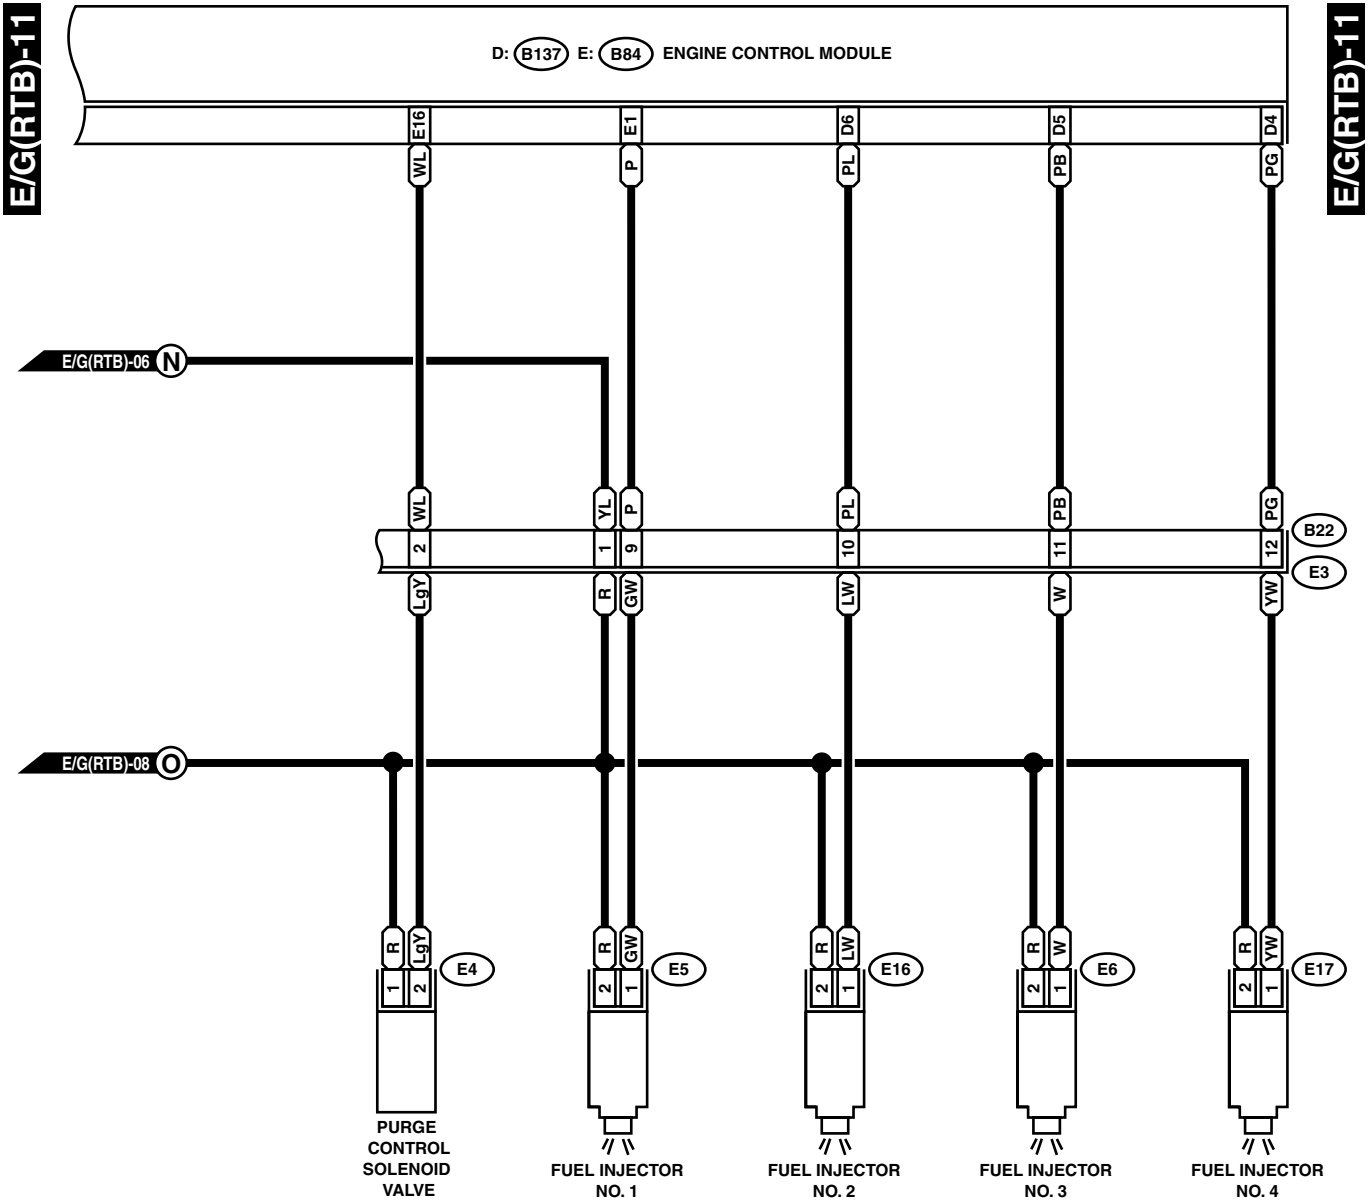 E/G(RTB)-11
E/G(RTB)-11
D: B137 E: B84 ENGINE CONTROL MODULE
E16 E1 D6 D5 D4
WL P PL PB PG
E/G(RTB)-06 N
WL YL P PL PB PG
B22
2 1 9 10 11 12
E3
LgY R GW LW W YW
E/G(RTB)-08 O
R LgY R GW R LW R W R YW
E4 E5 E16 E6 E17
1 2 2 1 2 1 2 1 2 1
PURGE
CONTROL
SOLENOID
VALVE
FUEL INJECTOR
NO. 1
FUEL INJECTOR
NO. 2
FUEL INJECTOR
NO. 3
FUEL INJECTOR
NO. 4